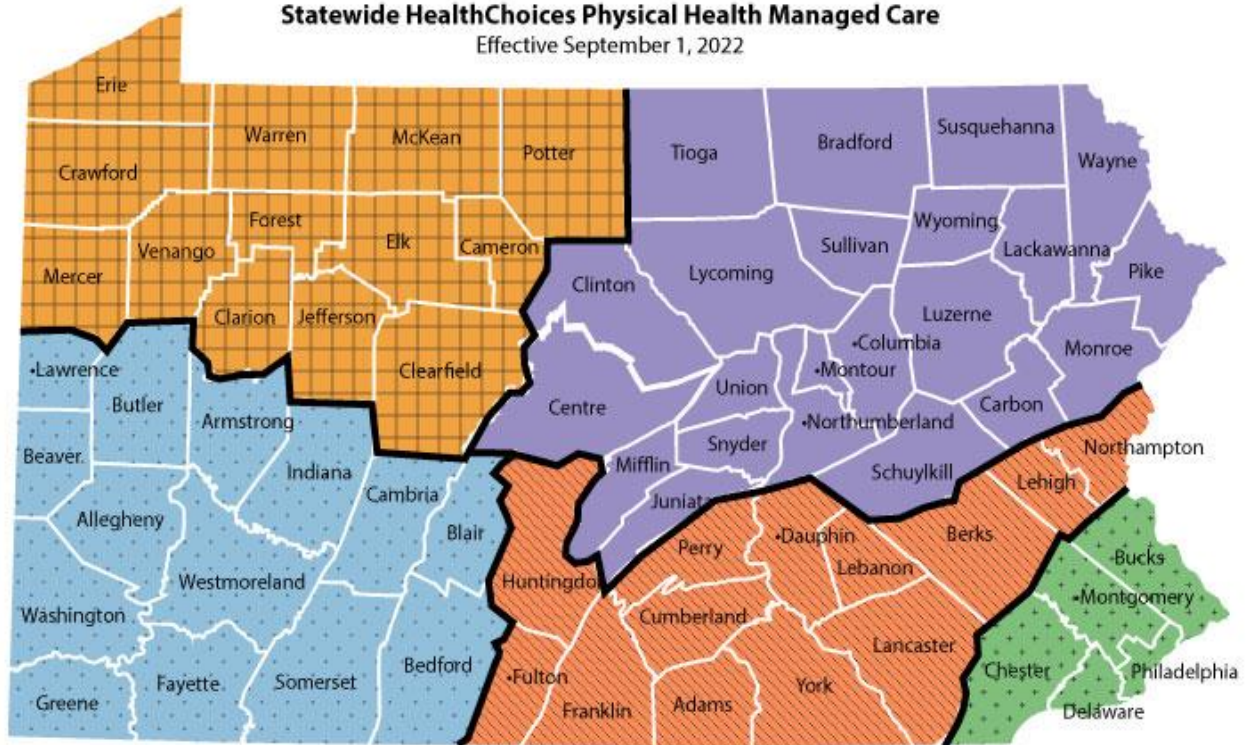 Statewide HealthChoices Physical Health Managed Care
Effective September 1, 2022
Erie
Warren
McKean
Potter
Crawford
Forest
Venango
Elk
Cameron
Mercer
Clarion
Jefferson
Clearfield
Tioga
Bradford
Susquehanna
Wayne
Wyoming
Sullivan
Lackawanna
Lycoming
Pike
Clinton
Luzerne
•Columbia
Monroe
•Montour
Union
Centre
Carbon
•Northumberland
Snyder
Mifflin
Schuylkill
Juniata
•Lawrence
Butler
Armstrong
Beaver
Indiana
Cambria
Allegheny
Blair
Westmoreland
Washington
Bedford
Somerset
Fayette
Greene
Northampton
Lehigh
•Dauphin
Berks
Perry
Lebanon
Huntingdo
Cumberland
Lancaster
•Fulton
York
Adams
Franklin
Bucks
•Montgomery
Chester
Philadelphia
Delaware